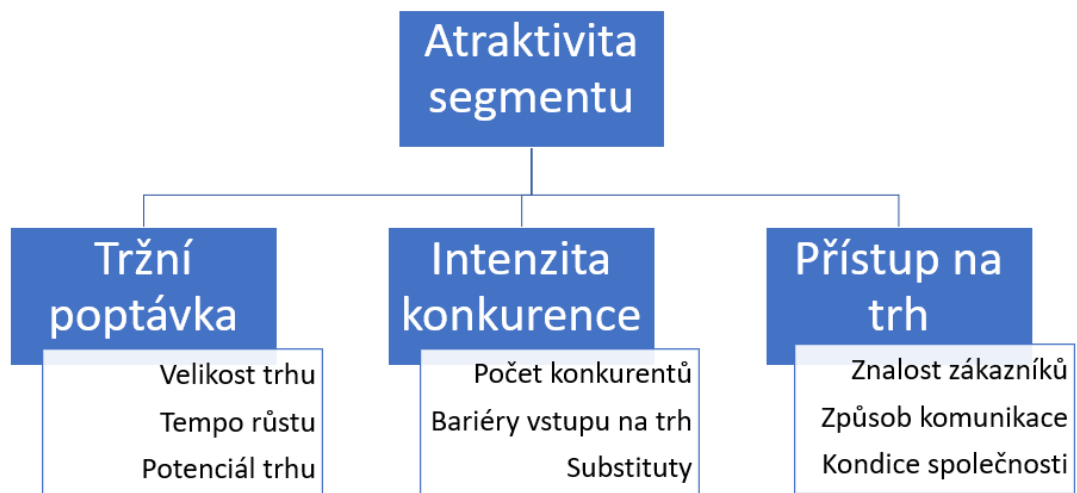 Atraktivita
segmentu
Tržní
poptávka
Velikost trhu
Tempo růstu
Potenciál trhu
Intenzita
konkurence
Počet konkurentů
Bariéry vstupu na trh
Substituty
Přístup na
trh
Znalost zákazníků
Způsob komunikace
Kondice společnosti